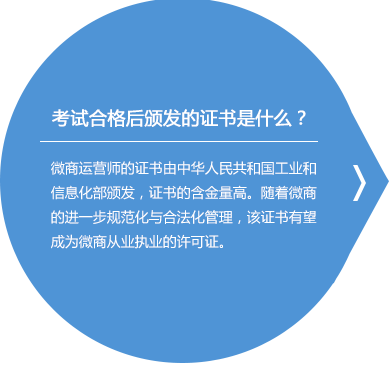 考试合格后颁发的证书是什么？
微商运营师的证书由中华人民共和国工业和
信息化部颁发，证书的含金量高。随着微商
的进一步规范化与合法化管理，该证书有望
成为微商从业执业的许可证。